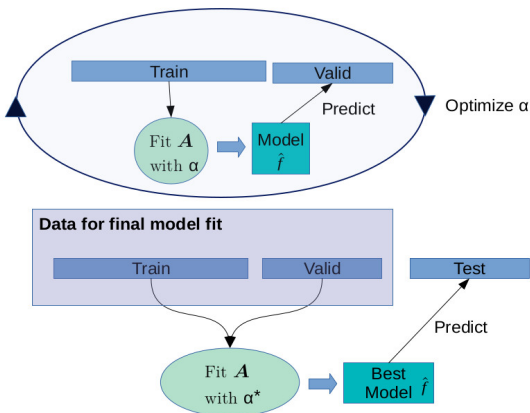 Train
Valid
Predict
Optimize α
Fit A
with α
Model
f̂
Data for final model fit
Train
Valid
Test
Predict
Fit A
with α*
Best
Model f̂